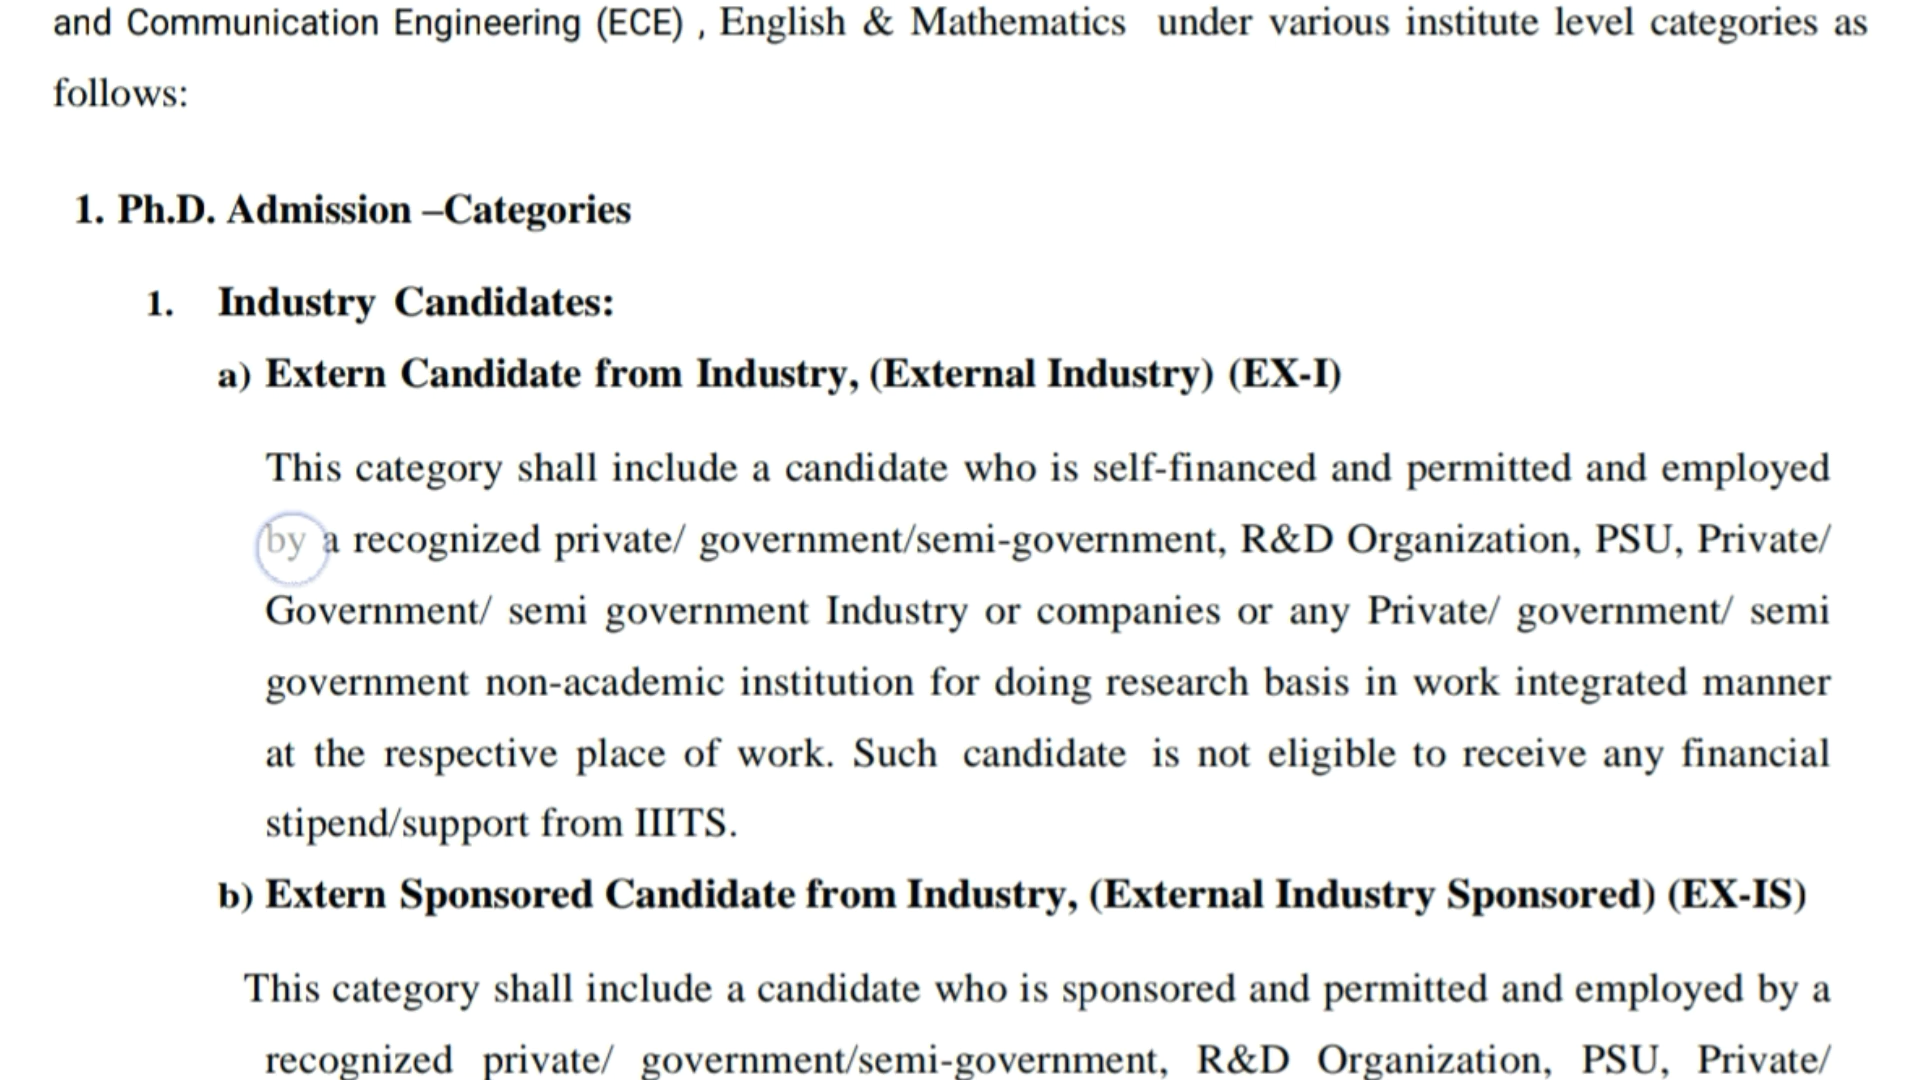 and Communication Engineering (ECE) , English & Mathematics under various institute level categories as
follows:
1. Ph.D. Admission –Categories
1. Industry Candidates:
a) Extern Candidate from Industry, (External Industry) (EX-I)
This category shall include a candidate who is self-financed and permitted and employed
by a recognized private/ government/semi-government, R&D Organization, PSU, Private/
Government/ semi government Industry or companies or any Private/ government/ semi
government non-academic institution for doing research basis in work integrated manner
at the respective place of work. Such candidate is not eligible to receive any financial
stipend/support from IIITS.
b) Extern Sponsored Candidate from Industry, (External Industry Sponsored) (EX-IS)
This category shall include a candidate who is sponsored and permitted and employed by a
recognized private/ government/semi-government, R&D Organization, PSU, Private/